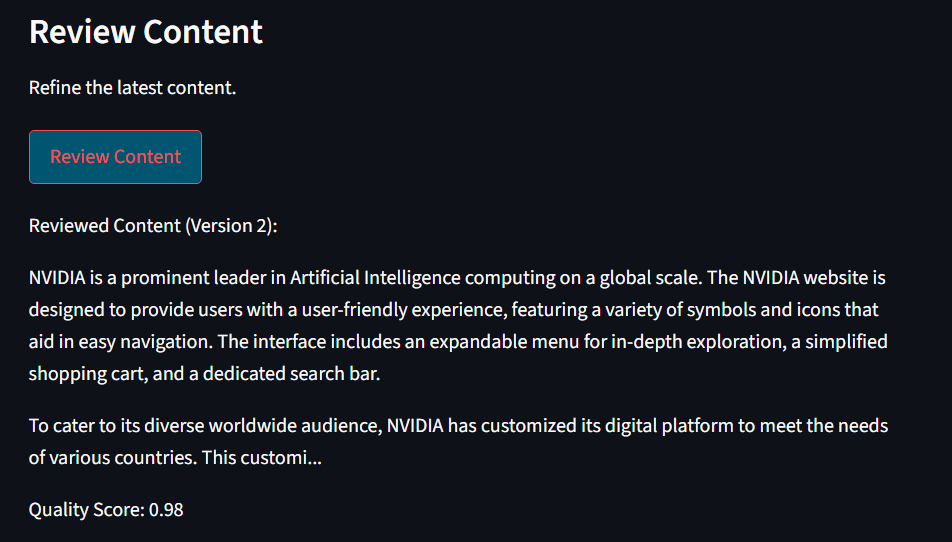 Review Content
Refine the latest content.
Review Content
Reviewed Content (Version 2):
NVIDIA is a prominent leader in Artificial Intelligence computing on a global scale. The NVIDIA website is
designed to provide users with a user-friendly experience, featuring a variety of symbols and icons that
aid in easy navigation. The interface includes an expandable menu for in-depth exploration, a simplified
shopping cart, and a dedicated search bar.
To cater to its diverse worldwide audience, NVIDIA has customized its digital platform to meet the needs
of various countries. This customi...
Quality Score: 0.98